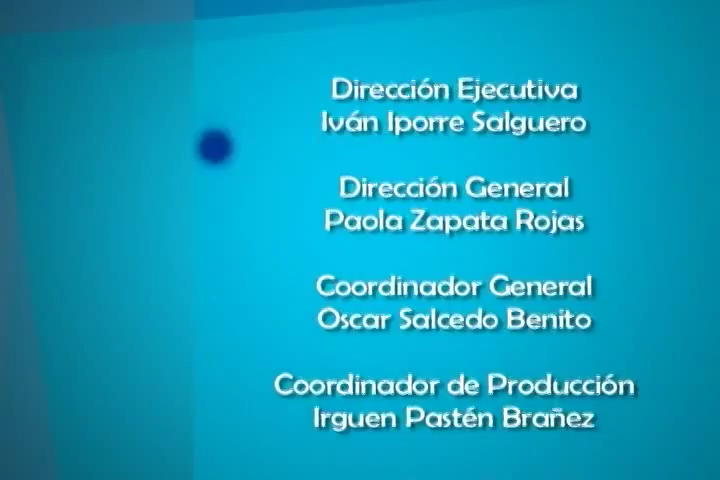 Dirección Ejecutiva
Iván Iporre Salguero
Dirección General
Paola Zapata Rojas
Coordinador General
Oscar Salcedo Benito
Coordinador de Producción
Irguen Pastén Brañez